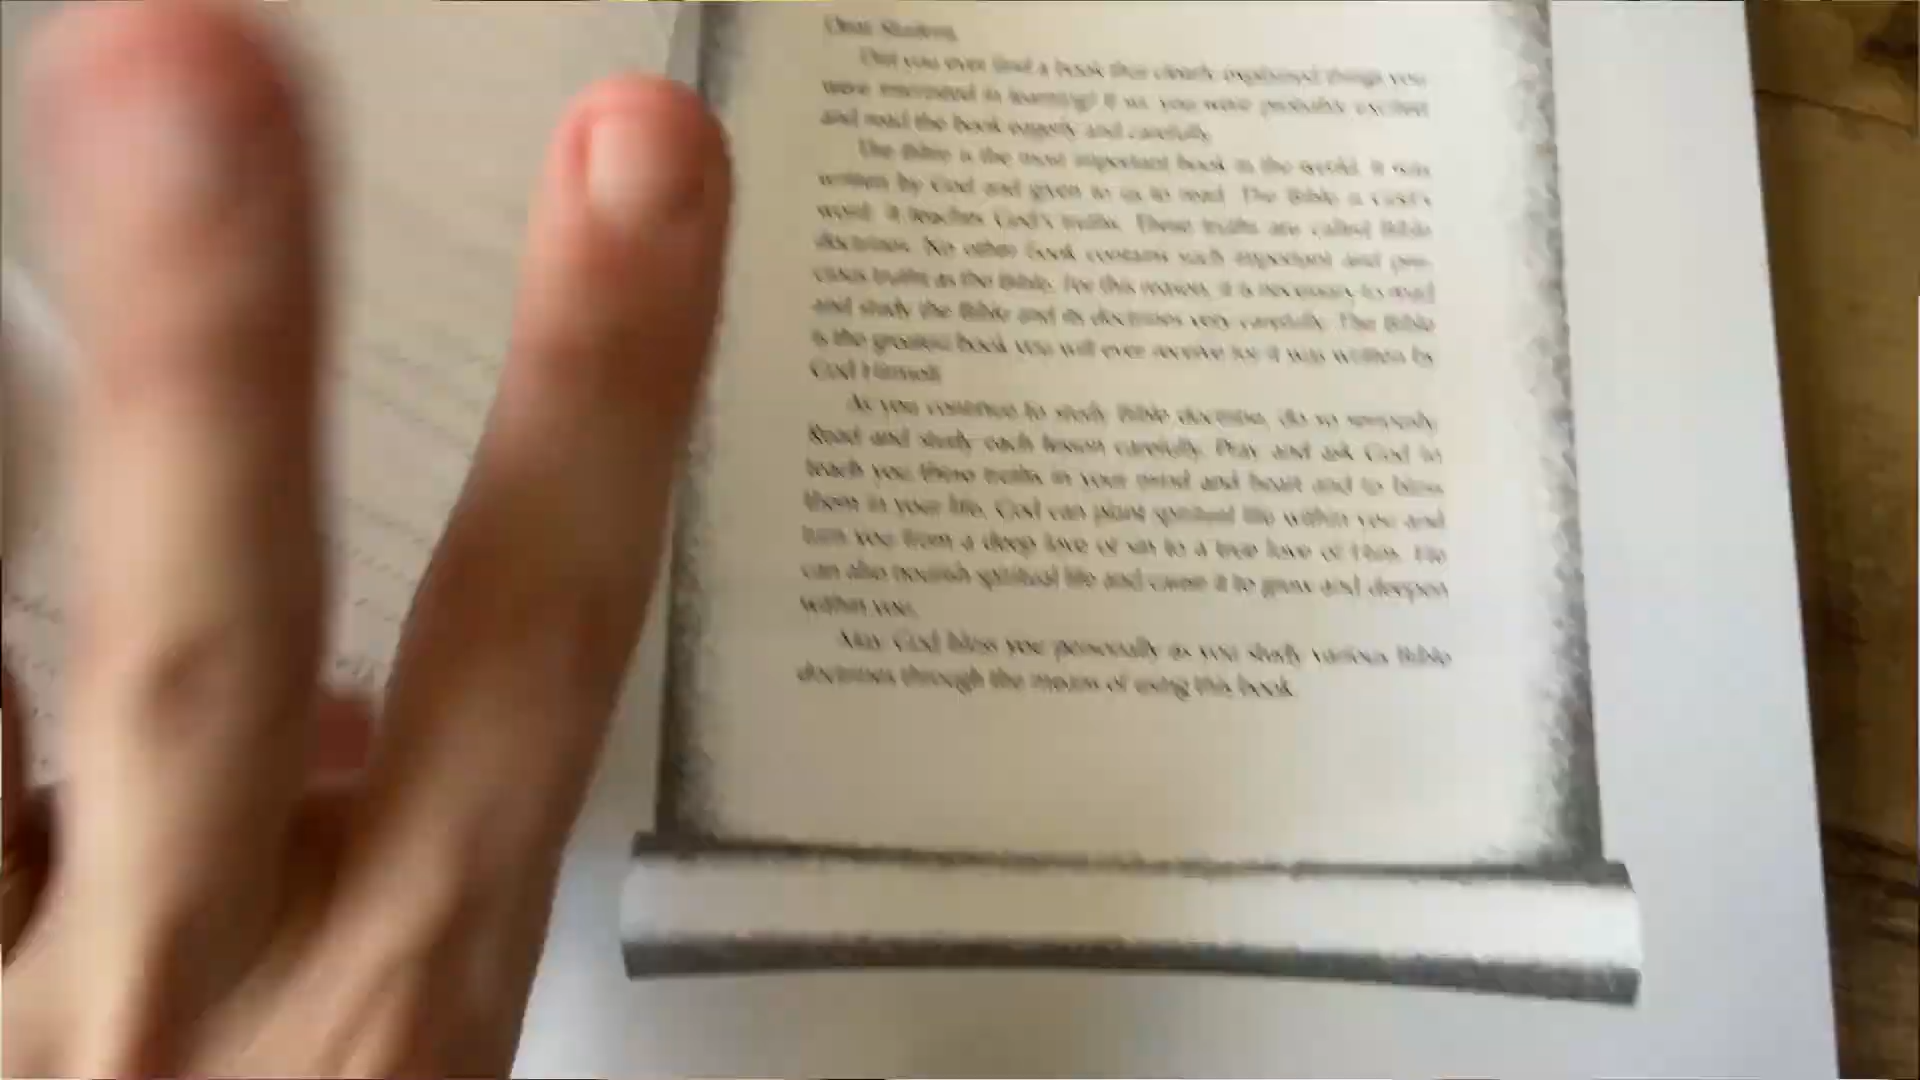 Dear Student,
Did you ever find a book that clearly explained things you
were interested in learning? If so, you were probably excited
and read the book eagerly and carefully.
The Bible is the most important book in the world. It was
written by God and given to us to read. The Bible is God's
word; it teaches God's truths. These truths are called Bible
doctrines. No other book contains such important and pre-
cious truths as the Bible. For this reason, it is necessary to read
and study the Bible and its doctrines very carefully. The Bible
is the greatest book you will ever receive for it was written by
God Himself.
As you continue to study Bible doctrine, do so seriously.
Read and study each lesson carefully. Pray and ask God to
teach you these truths in your mind and heart and to bless
them in your life. God can plant spiritual life within you and
turn you from a deep love of sin to a true love of Him. He
can also nourish spiritual life and cause it to grow and deepen
within you.
May God bless you personally as you study various Bible
doctrines through the means of using this book.